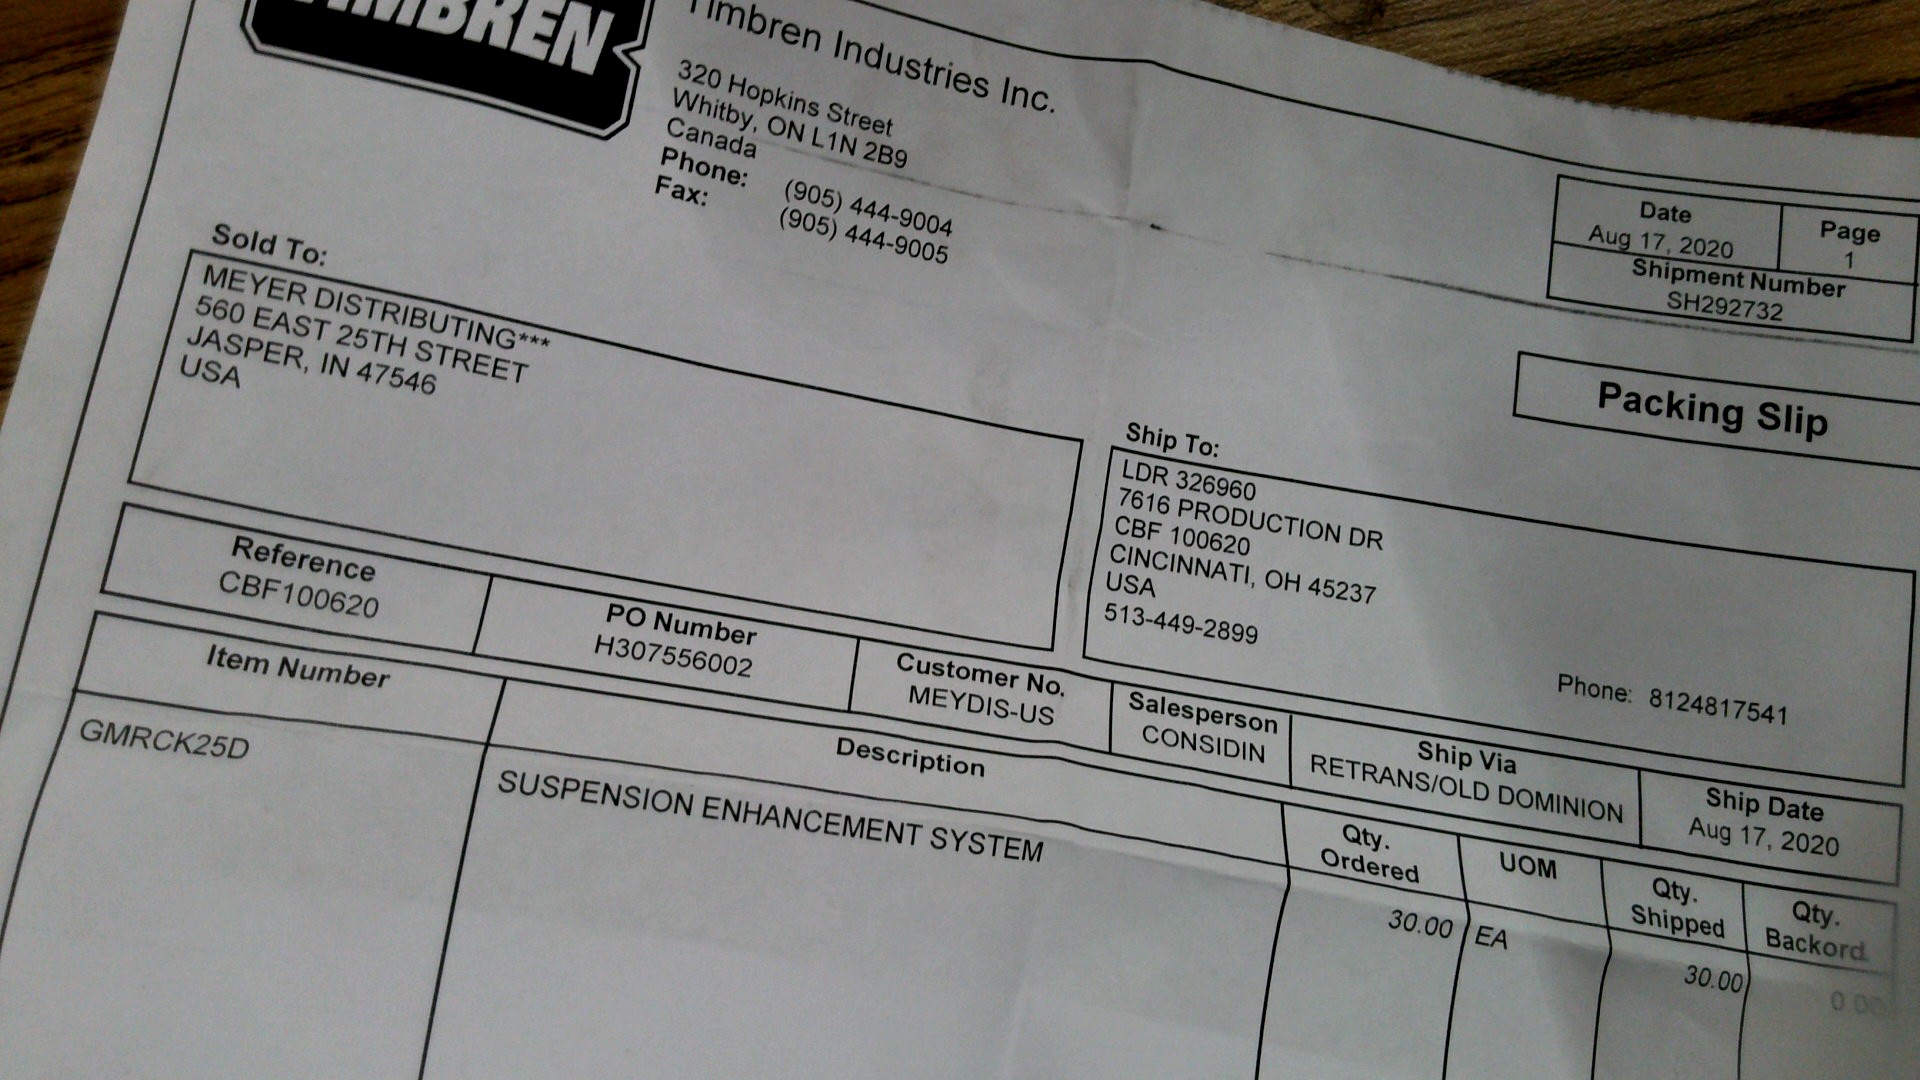 TIMBREN
Timbren Industries Inc.
320 Hopkins Street
Whitby, ON L1N 2B9
Canada
Phone: (905) 444-9004
Fax: (905) 444-9005
Date
Aug 17, 2020
Page
1
Shipment Number
SH292732
Packing Slip
Sold To:
MEYER DISTRIBUTING***
560 EAST 25TH STREET
JASPER, IN 47546
USA
Ship To:
LDR 326960
7616 PRODUCTION DR
CBF 100620
CINCINNATI, OH 45237
USA
513-449-2899
Phone: 8124817541
Reference
CBF100620
PO Number
H307556002
Customer No.
MEYDIS-US
Salesperson
CONSIDIN
Ship Via
RETRANS/OLD DOMINION
Ship Date
Aug 17, 2020
Item Number
Description
Qty.
Ordered
UOM
Qty.
Shipped
Qty.
Backord.
GMRCK25D
SUSPENSION ENHANCEMENT SYSTEM
30.00
EA
30.00
0.00